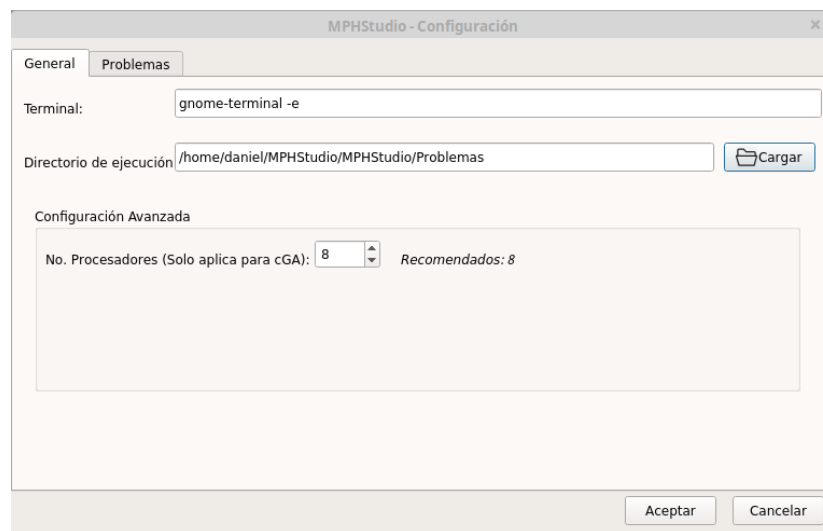 MPHStudio - Configuración
General Problemas
Terminal: gnome-terminal -e
Directorio de ejecución /home/daniel/MPHStudio/MPHStudio/Problemas Cargar
Configuración Avanzada
No. Procesadores (Solo aplica para cGA): 8 Recomendados: 8
Aceptar Cancelar